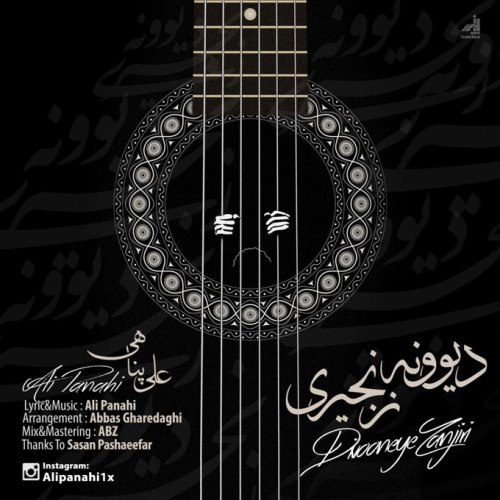 دیوونه
زنجیری
Divooneye Zanjiri
علی پناهی
Ali Panahi
Lyric&Music : Ali Panahi
Arrangement : Abbas Gharedaghi
Mix&Mastering : ABZ
Thanks To Sasan Pashaeefar
Instagram:
Alipanahi1x